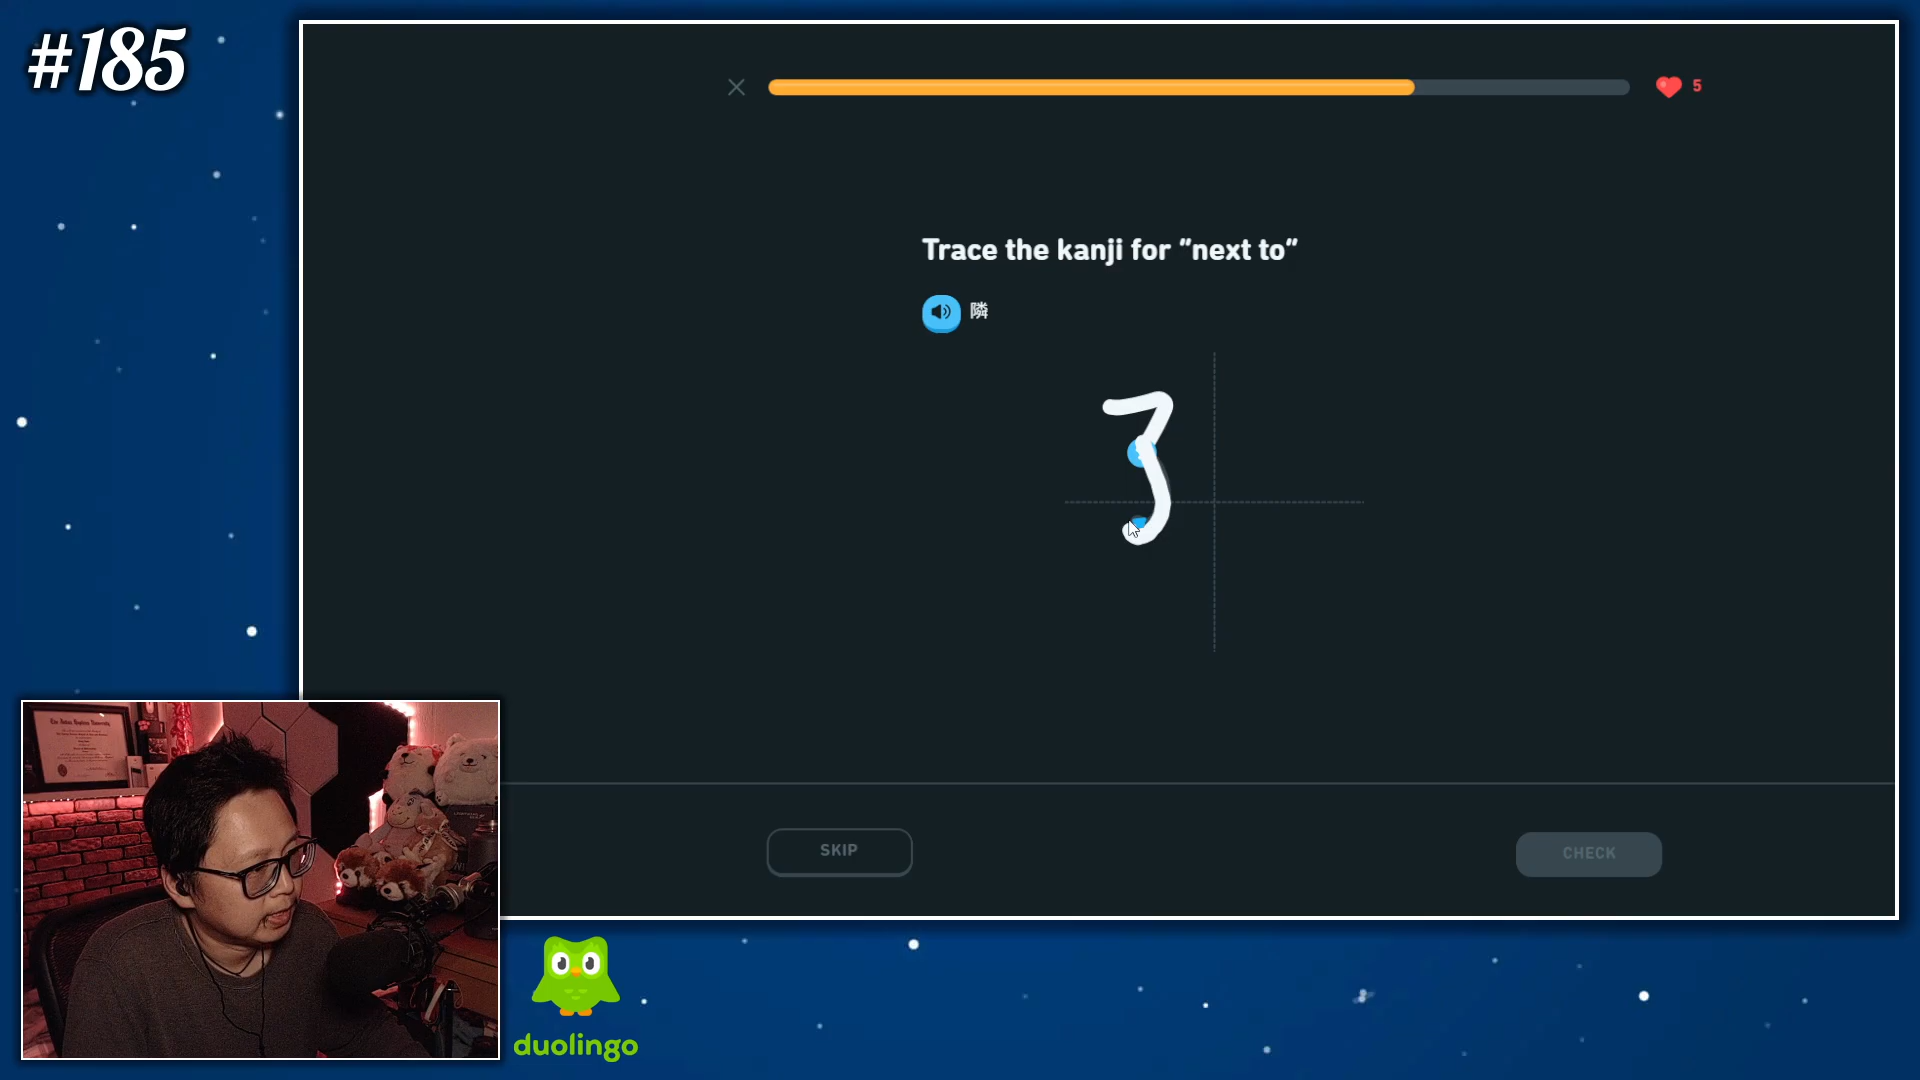 #185
5
Trace the kanji for “next to”
隣
SKIP
CHECK
duolingo